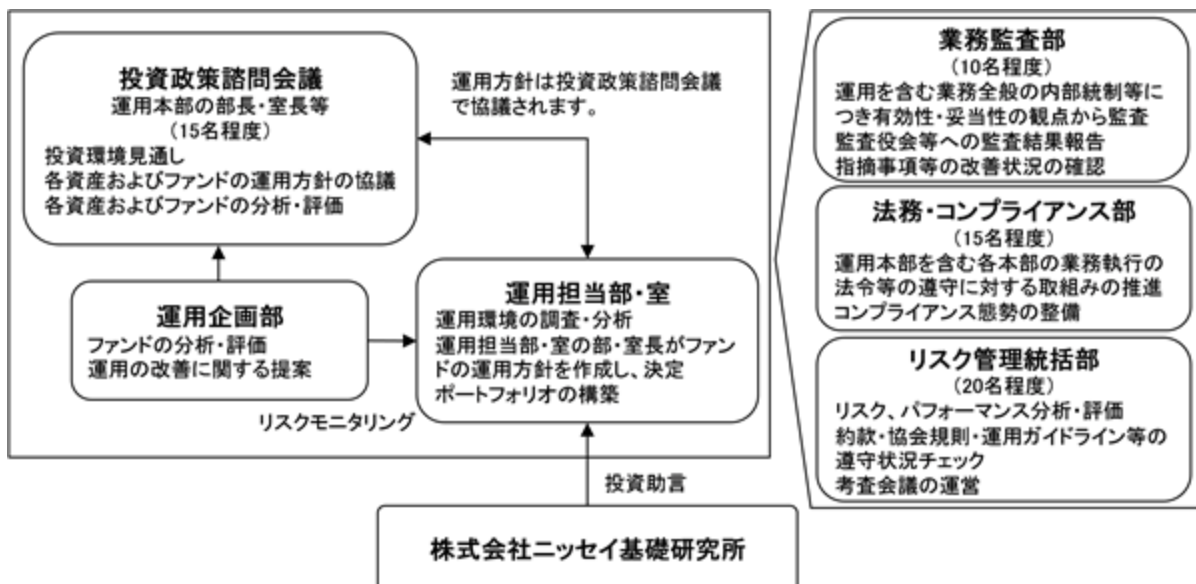 投資政策諮問会議
運用本部の部長・室長等
(15名程度)
投資環境見通し
各資産およびファンドの運用方針の協議
各資産およびファンドの分析・評価
運用方針は投資政策諮問会議
で協議されます。
運用企画部
ファンドの分析・評価
運用の改善に関する提案
リスクモニタリング
運用担当部・室
運用環境の調査・分析
運用担当部・室の部・室長がファン
ドの運用方針を作成し、決定
ポートフォリオの構築
投資助言
株式会社ニッセイ基礎研究所
業務監査部
(10名程度)
運用を含む業務全般の内部統制等に
つき有効性・妥当性の観点から監査
監査役会等への監査結果報告
指摘事項等の改善状況の確認
法務・コンプライアンス部
(15名程度)
運用本部を含む各本部の業務執行の
法令等の遵守に対する取組みの推進
コンプライアンス態勢の整備
リスク管理統括部
(20名程度)
リスク、パフォーマンス分析・評価
約款・協会規則・運用ガイドライン等の
遵守状況チェック
考査会議の運営